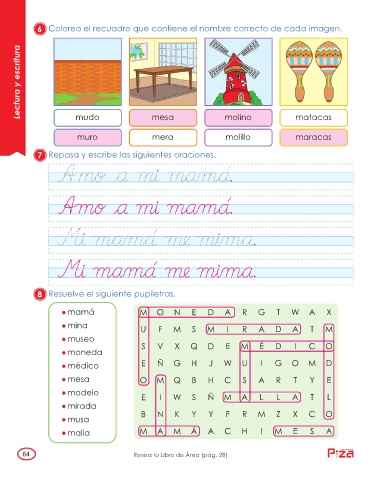 Lectura y escritura
6 Colorea el recuadro que contiene el nombre correcto de cada imagen.
mudo mesa molino matacas
muro mera molillo maracas
7 Repasa y escribe las siguientes oraciones.
Amo a mi mamá.
Amo a mi mamá.
Mi mamá me mima.
Mi mamá me mima.
8 Resuelve el siguiente pupiletras.
• mamá
• mina
• museo
• moneda
• médico
• mesa
• modelo
• mirada
• musa
• malla
M O N E D A R G T W A X
U F M S M I R A D A T M
S V X Q D E M É D I C O
E Ñ G H J W U I G O M D
O M Q B H C S A R T Y E
E I W S Ñ M A L L A T L
B N K Y Y F R M Z X C O
M A M Á A C H I M E S A
64
Revisa tu Libro de Área (pág. 28)
Pizza